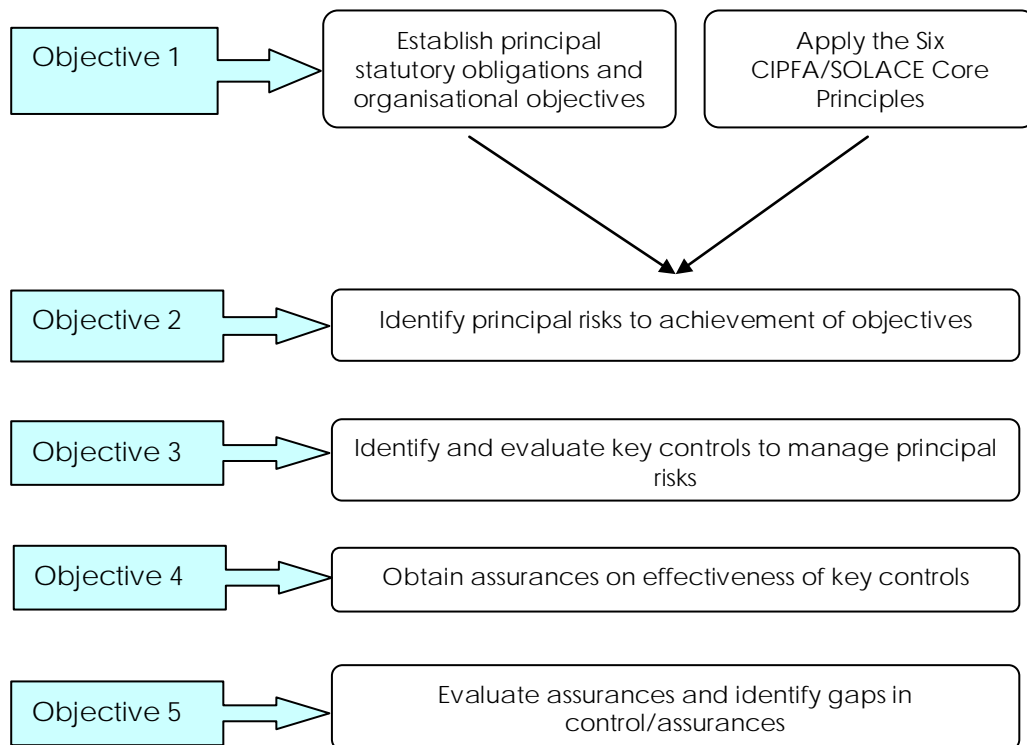 Objective 1
Establish principal
statutory obligations and
organisational objectives
Apply the Six
CIPFA/SOLACE Core
Principles
Objective 2
Identify principal risks to achievement of objectives
Objective 3
Identify and evaluate key controls to manage principal
risks
Objective 4
Obtain assurances on effectiveness of key controls
Objective 5
Evaluate assurances and identify gaps in
control/assurances